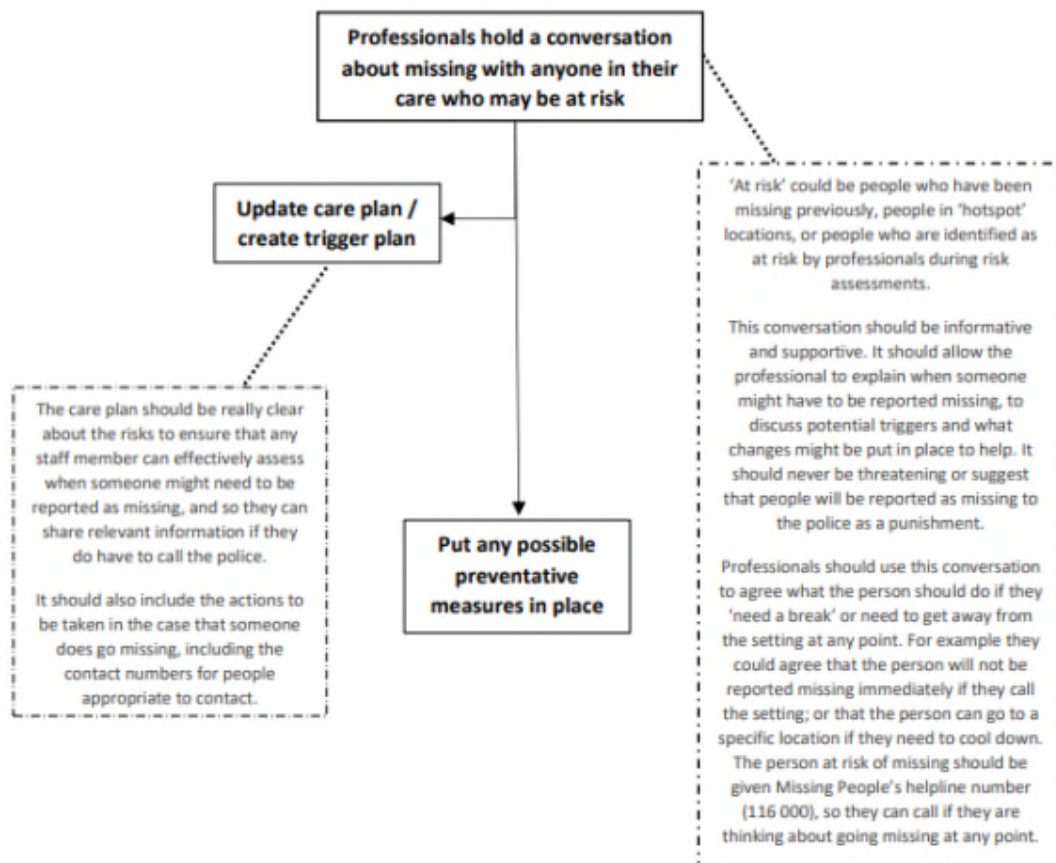 Professionals hold a conversation
about missing with anyone in their
care who may be at risk
Update care plan /
create trigger plan
The care plan should be really clear
about the risks to ensure that any
staff member can effectively assess
when someone might need to be
reported as missing, and so they can
share relevant information if they
do have to call the police.
It should also include the actions to
be taken in the case that someone
does go missing, including the
contact numbers for people
appropriate to contact.
Put any possible
preventative
measures in place
‘At risk’ could be people who have been
missing previously, people in ‘hotspot’
locations, or people who are identified as
at risk by professionals during risk
assessments.
This conversation should be informative
and supportive. It should allow the
professional to explain when someone
might have to be reported missing, to
discuss potential triggers and what
changes might be put in place to help. It
should never be threatening or suggest
that people will be reported as missing to
the police as a punishment.
Professionals should use this conversation
to agree what the person should do if they
‘need a break’ or need to get away from
the setting at any point. For example they
could agree that the person will not be
reported missing immediately if they call
the setting; or that the person can go to a
specific location if they need to cool down.
The person at risk of missing should be
given Missing People’s helpline number
(116 000), so they can call if they are
thinking about going missing at any point.